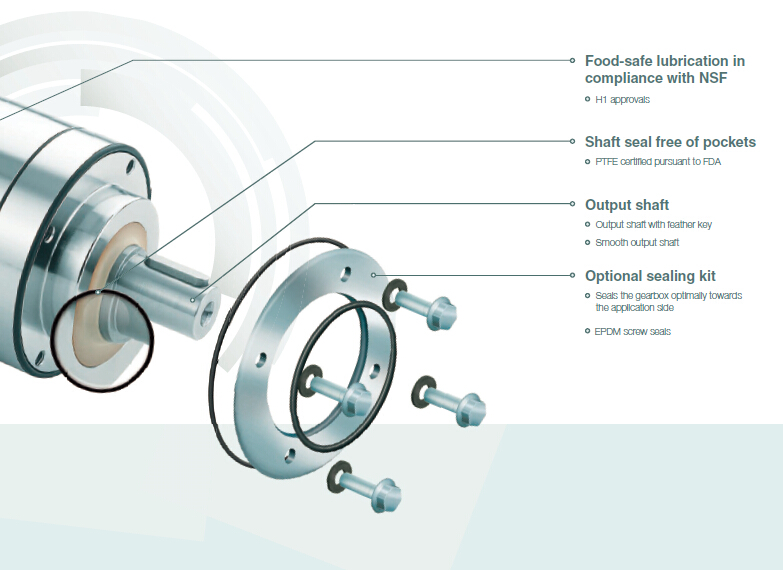 Food-safe lubrication in
compliance with NSF
H1 approvals
Shaft seal free of pockets
PTFE certified pursuant to FDA
Output shaft
Output shaft with feather key
Smooth output shaft
Optional sealing kit
Seals the gearbox optimally towards
the application side
EPDM screw seals